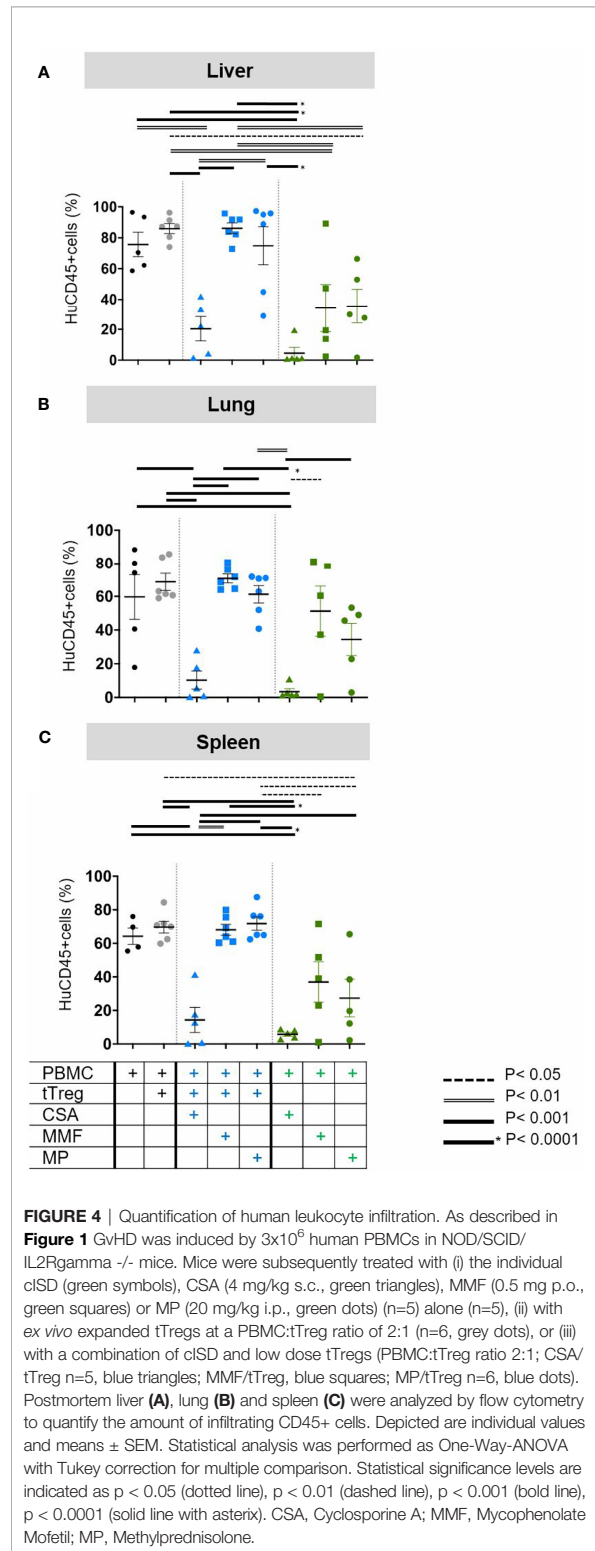 A
Liver
*
*
*
HuCD45+cells (%)
100
80
60
40
20
0
B
Lung
*
HuCD45+cells (%)
100
80
60
40
20
0
C
Spleen
*
*
HuCD45+cells (%)
100
80
60
40
20
0
PBMC + + + + + + + +
tTreg + + + +
CSA + +
MMF + +
MP + +
P< 0.05
P< 0.01
P< 0.001
* P< 0.0001
FIGURE 4 | Quantification of human leukocyte infiltration. As described in
Figure 1 GvHD was induced by 3x10⁶ human PBMCs in NOD/SCID/
IL2Rgamma -/- mice. Mice were subsequently treated with (i) the individual
cISD (green symbols), CSA (4 mg/kg s.c., green triangles), MMF (0.5 mg p.o.,
green squares) or MP (20 mg/kg i.p., green dots) (n=5) alone (n=5), (ii) with
ex vivo expanded tTregs at a PBMC:tTreg ratio of 2:1 (n=6, grey dots), or (iii)
with a combination of cISD and low dose tTregs (PBMC:tTreg ratio 2:1; CSA/
tTreg n=5, blue triangles; MMF/tTreg, blue squares; MP/tTreg n=6, blue dots).
Postmortem liver (A), lung (B) and spleen (C) were analyzed by flow cytometry
to quantify the amount of infiltrating CD45+ cells. Depicted are individual values
and means ± SEM. Statistical analysis was performed as One-Way-ANOVA
with Tukey correction for multiple comparison. Statistical significance levels are
indicated as p < 0.05 (dotted line), p < 0.01 (dashed line), p < 0.001 (bold line),
p < 0.0001 (solid line with asterix). CSA, Cyclosporine A; MMF, Mycophenolate
Mofetil; MP, Methylprednisolone.